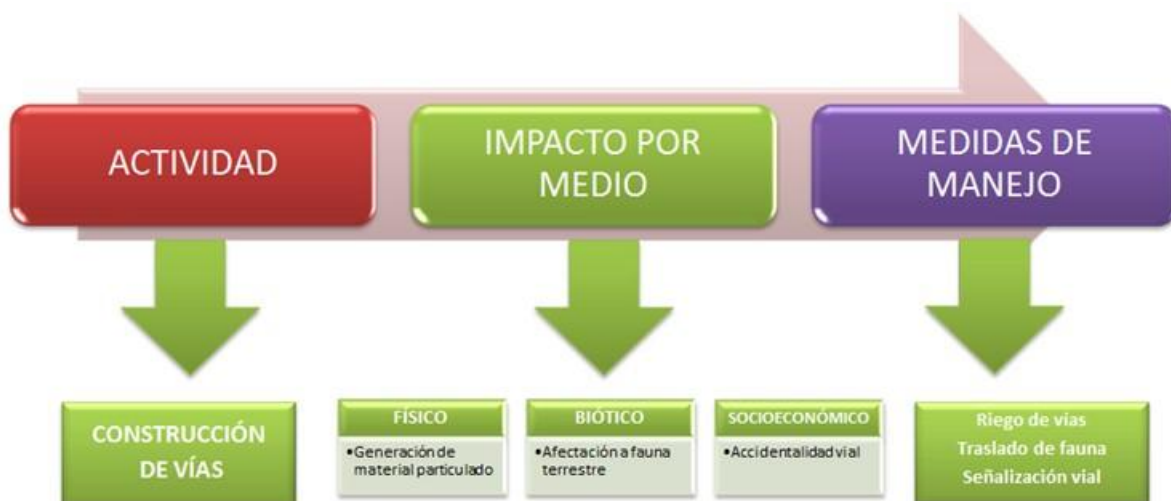 ACTIVIDAD
IMPACTO POR
MEDIO
MEDIDAS DE
MANEJO
CONSTRUCCIÓN
DE VÍAS
FÍSICO
•Generación de
material particulado
BIÓTICO
•Afectación a fauna
terrestre
SOCIOECONÓMICO
•Accidentalidad vial
Riego de vías
Traslado de fauna
Señalización vial